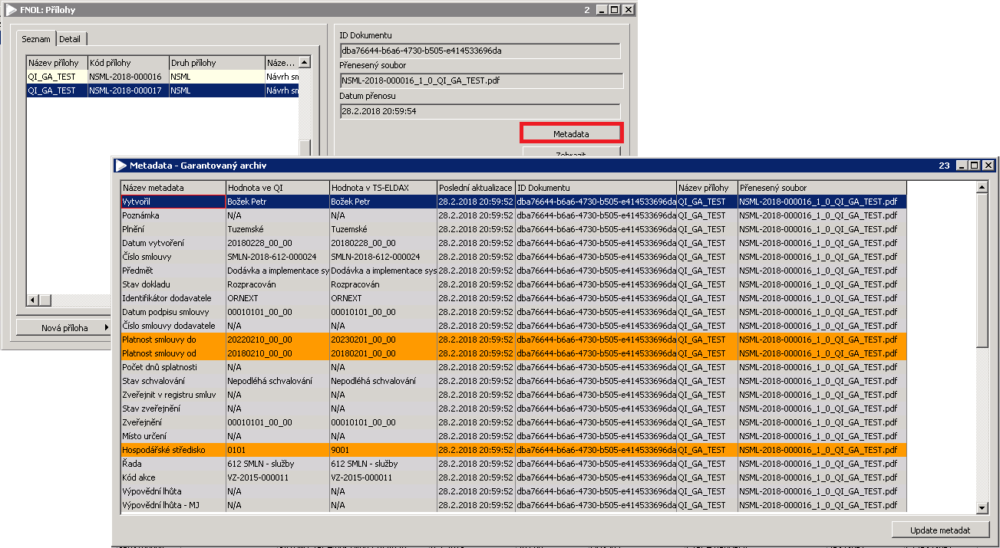 FNOL: Přílohy 2
Seznam Detail
Název přílohy Kód přílohy Druh přílohy Náze...
QI_GA_TEST NSML-2018-000016 NSML Návrh sn
QI_GA_TEST NSML-2018-000017 NSML Návrh sn
Nová příloha
ID Dokumentu
dba76644-b6a6-4730-b505-e414533696da
Přenesený soubor
NSML-2018-000016_1_0_QI_GA_TEST.pdf
Datum přenosu
28.2.2018 20:59:54
Metadata
Zobrazit
Metadata - Garantovaný archiv 23
Název metadata Hodnota ve QI Hodnota v TS-ELDAX Poslední aktualizace ID Dokumentu Název přílohy Přenesený soubor
Vytvořil Božek Petr Božek Petr 28.2.2018 20:59:52 dba76644-b6a6-4730-b505-e414533696da QI_GA_TEST NSML-2018-000016_1_0_QI_GA_TEST.pdf
Poznámka N/A N/A 28.2.2018 20:59:52 dba76644-b6a6-4730-b505-e414533696da QI_GA_TEST NSML-2018-000016_1_0_QI_GA_TEST.pdf
Plnění Tuzemské Tuzemské 28.2.2018 20:59:52 dba76644-b6a6-4730-b505-e414533696da QI_GA_TEST NSML-2018-000016_1_0_QI_GA_TEST.pdf
Datum vytvoření 20180228_00_00 20180228_00_00 28.2.2018 20:59:52 dba76644-b6a6-4730-b505-e414533696da QI_GA_TEST NSML-2018-000016_1_0_QI_GA_TEST.pdf
Číslo smlouvy SMLN-2018-612-000024 SMLN-2018-612-000024 28.2.2018 20:59:52 dba76644-b6a6-4730-b505-e414533696da QI_GA_TEST NSML-2018-000016_1_0_QI_GA_TEST.pdf
Předmět Dodávka a implementace sy Dodávka a implementace sys 28.2.2018 20:59:52 dba76644-b6a6-4730-b505-e414533696da QI_GA_TEST NSML-2018-000016_1_0_QI_GA_TEST.pdf
Stav dokladu Rozpracován Rozpracován 28.2.2018 20:59:52 dba76644-b6a6-4730-b505-e414533696da QI_GA_TEST NSML-2018-000016_1_0_QI_GA_TEST.pdf
Identifikátor dodavatele ORNEXT ORNEXT 28.2.2018 20:59:52 dba76644-b6a6-4730-b505-e414533696da QI_GA_TEST NSML-2018-000016_1_0_QI_GA_TEST.pdf
Datum podpisu smlouvy 00010101_00_00 00010101_00_00 28.2.2018 20:59:52 dba76644-b6a6-4730-b505-e414533696da QI_GA_TEST NSML-2018-000016_1_0_QI_GA_TEST.pdf
Číslo smlouvy dodavatele N/A N/A 28.2.2018 20:59:52 dba76644-b6a6-4730-b505-e414533696da QI_GA_TEST NSML-2018-000016_1_0_QI_GA_TEST.pdf
Platnost smlouvy do 20220210_00_00 20230201_00_00 28.2.2018 20:59:52 dba76644-b6a6-4730-b505-e414533696da QI_GA_TEST NSML-2018-000016_1_0_QI_GA_TEST.pdf
Platnost smlouvy od 20180210_00_00 20180201_00_00 28.2.2018 20:59:52 dba76644-b6a6-4730-b505-e414533696da QI_GA_TEST NSML-2018-000016_1_0_QI_GA_TEST.pdf
Počet dnů splatnosti N/A N/A 28.2.2018 20:59:52 dba76644-b6a6-4730-b505-e414533696da QI_GA_TEST NSML-2018-000016_1_0_QI_GA_TEST.pdf
Stav schvalování Nepodléhá schvalování Nepodléhá schvalování 28.2.2018 20:59:52 dba76644-b6a6-4730-b505-e414533696da QI_GA_TEST NSML-2018-000016_1_0_QI_GA_TEST.pdf
Zveřejnit v registru smluv N/A N/A 28.2.2018 20:59:52 dba76644-b6a6-4730-b505-e414533696da QI_GA_TEST NSML-2018-000016_1_0_QI_GA_TEST.pdf
Stav zveřejnění N/A N/A 28.2.2018 20:59:52 dba76644-b6a6-4730-b505-e414533696da QI_GA_TEST NSML-2018-000016_1_0_QI_GA_TEST.pdf
Zveřejnění 00010101_00_00 00010101_00_00 28.2.2018 20:59:52 dba76644-b6a6-4730-b505-e414533696da QI_GA_TEST NSML-2018-000016_1_0_QI_GA_TEST.pdf
Místo určení N/A N/A 28.2.2018 20:59:52 dba76644-b6a6-4730-b505-e414533696da QI_GA_TEST NSML-2018-000016_1_0_QI_GA_TEST.pdf
Hospodářské středisko 0101 9001 28.2.2018 20:59:52 dba76644-b6a6-4730-b505-e414533696da QI_GA_TEST NSML-2018-000016_1_0_QI_GA_TEST.pdf
Řada 612 SMLN - služby 612 SMLN - služby 28.2.2018 20:59:52 dba76644-b6a6-4730-b505-e414533696da QI_GA_TEST NSML-2018-000016_1_0_QI_GA_TEST.pdf
Kód akce VZ-2015-000011 VZ-2015-000011 28.2.2018 20:59:52 dba76644-b6a6-4730-b505-e414533696da QI_GA_TEST NSML-2018-000016_1_0_QI_GA_TEST.pdf
Výpovědní lhůta N/A N/A 28.2.2018 20:59:52 dba76644-b6a6-4730-b505-e414533696da QI_GA_TEST NSML-2018-000016_1_0_QI_GA_TEST.pdf
Výpovědní lhůta - MJ N/A N/A 28.2.2018 20:59:52 dba76644-b6a6-4730-b505-e414533696da QI_GA_TEST NSML-2018-000016_1_0_QI_GA_TEST.pdf
Update metadat